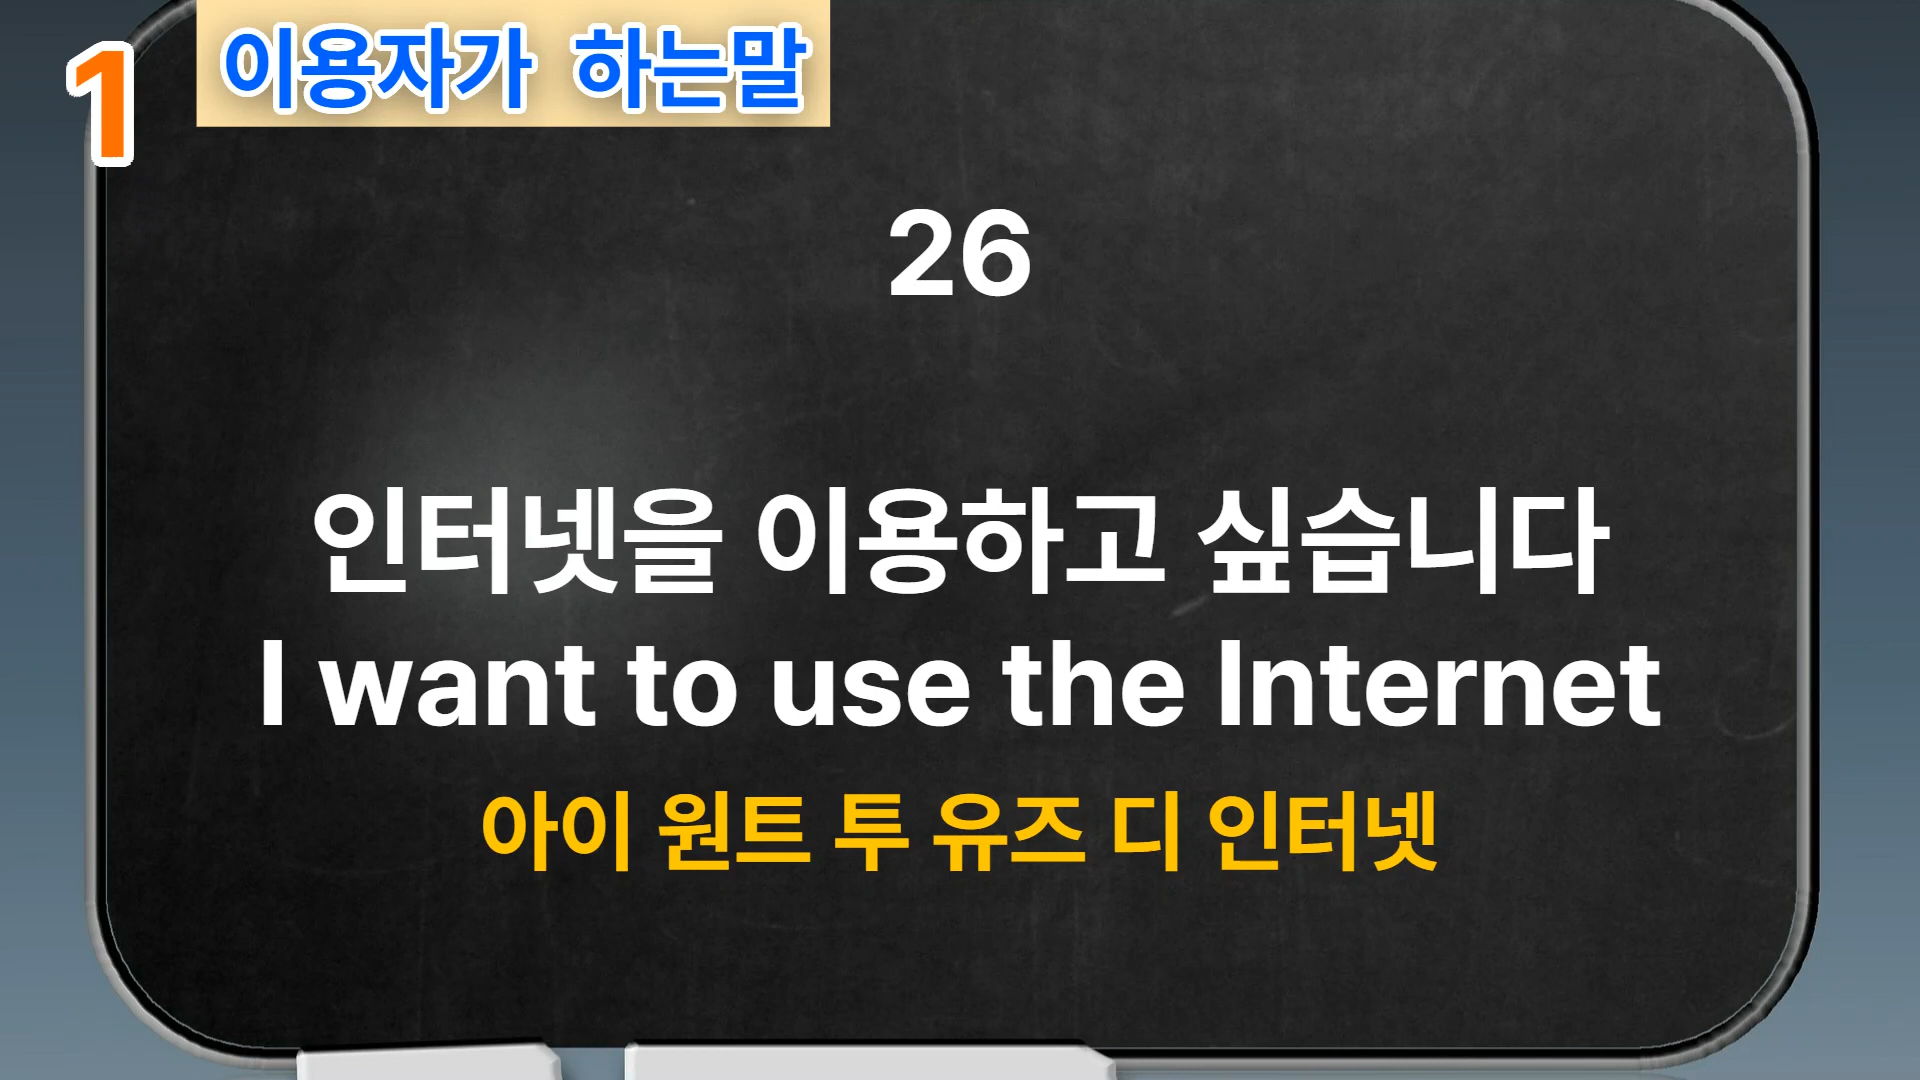 1
이용자가 하는말
26
인터넷을 이용하고 싶습니다
I want to use the Internet
아이 원트 투 유즈 디 인터넷